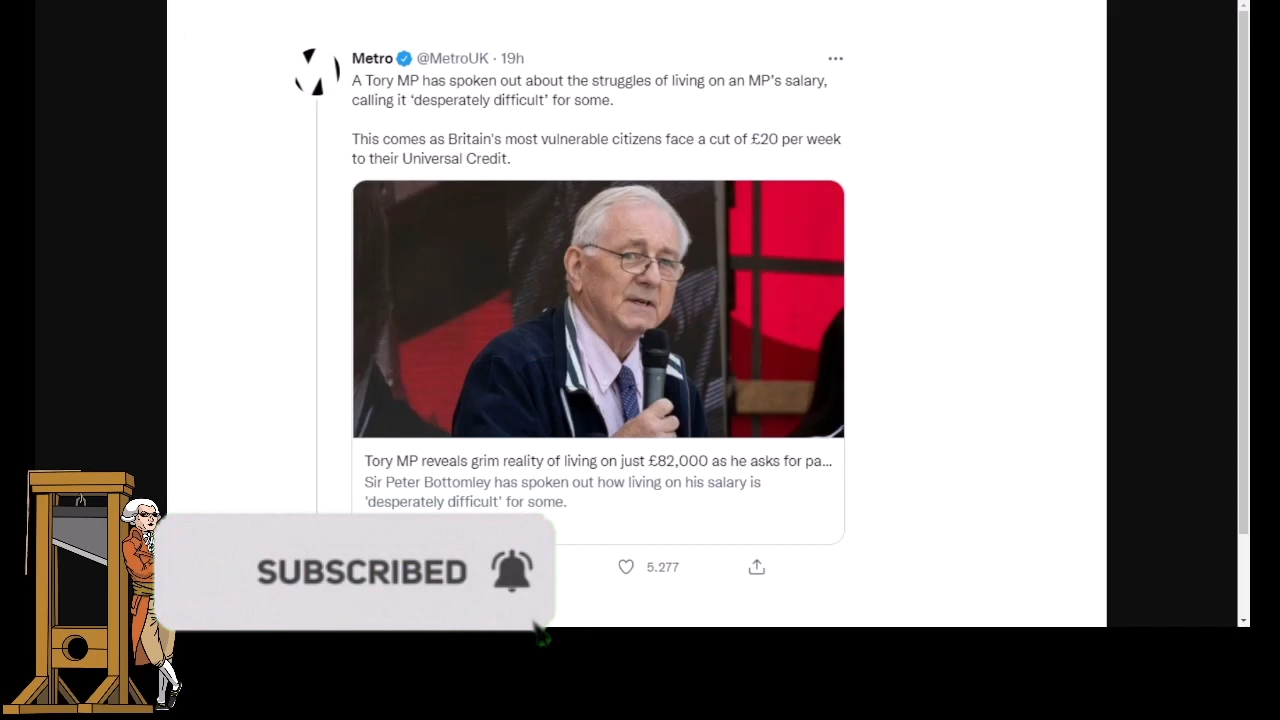 Metro @MetroUK · 19h
A Tory MP has spoken out about the struggles of living on an MP's salary,
calling it ‘desperately difficult’ for some.
This comes as Britain's most vulnerable citizens face a cut of £20 per week
to their Universal Credit.
Tory MP reveals grim reality of living on just £82,000 as he asks for pa...
Sir Peter Bottomley has spoken out how living on his salary is
'desperately difficult' for some.
5.277
SUBSCRIBED